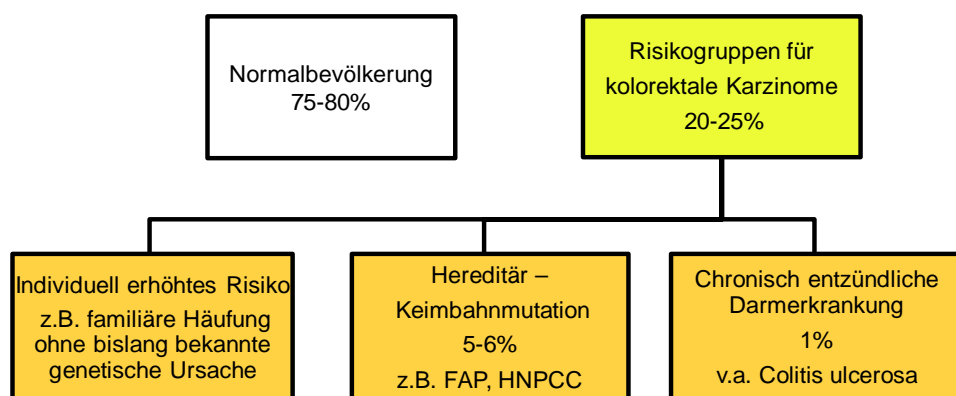 Normalbevölkerung
75-80%
Risikogruppen für
kolorektale Karzinome
20-25%
Individuell erhöhtes Risiko
z.B. familiäre Häufung
ohne bislang bekannte
genetische Ursache
Hereditär –
Keimbahnmutation
5-6%
z.B. FAP, HNPCC
Chronisch entzündliche
Darmerkrankung
1%
v.a. Colitis ulcerosa